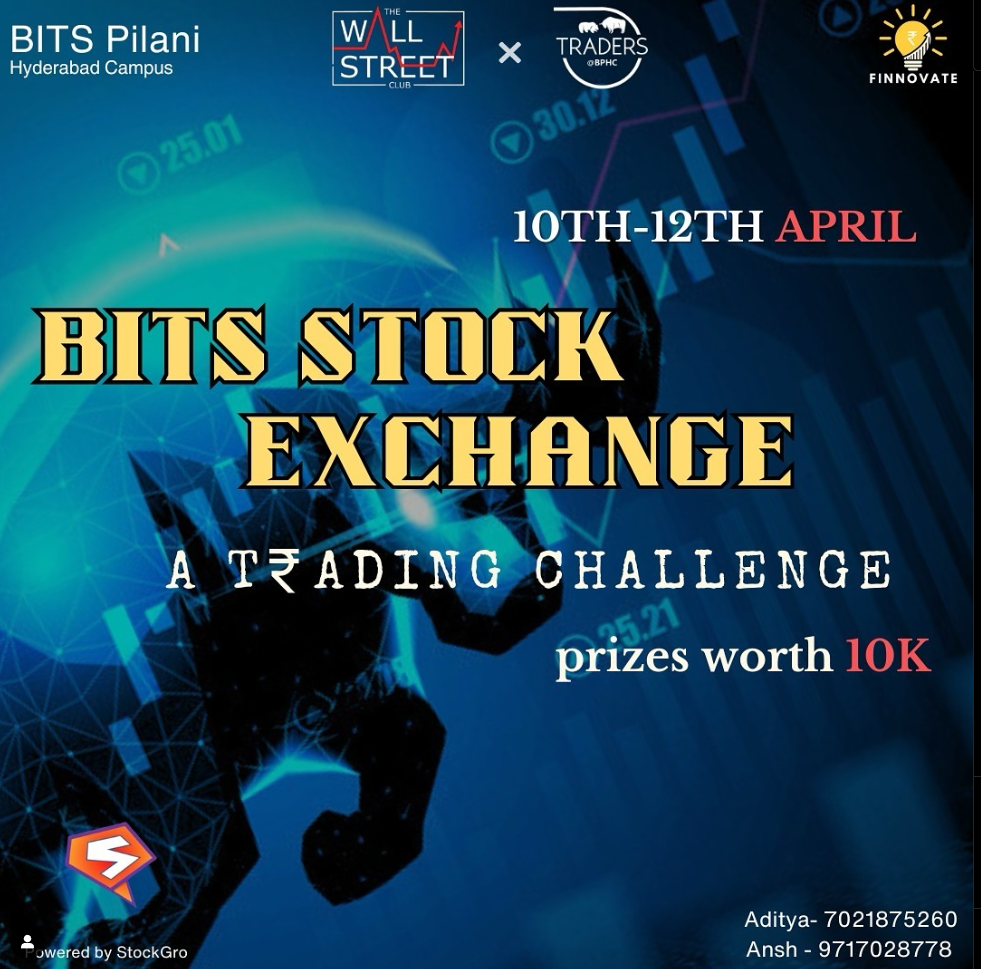 BITS Pilani
Hyderabad Campus
THE
WALL
STREET
CLUB
×
TRADERS
@BPHC
₹
FINNOVATE
25.01
30.12
10TH-12TH APRIL
BITS STOCK
EXCHANGE
A T₹ADING CHALLENGE
25.21
prizes worth 10K
S
Powered by StockGro
Aditya- 7021875260
Ansh - 9717028778